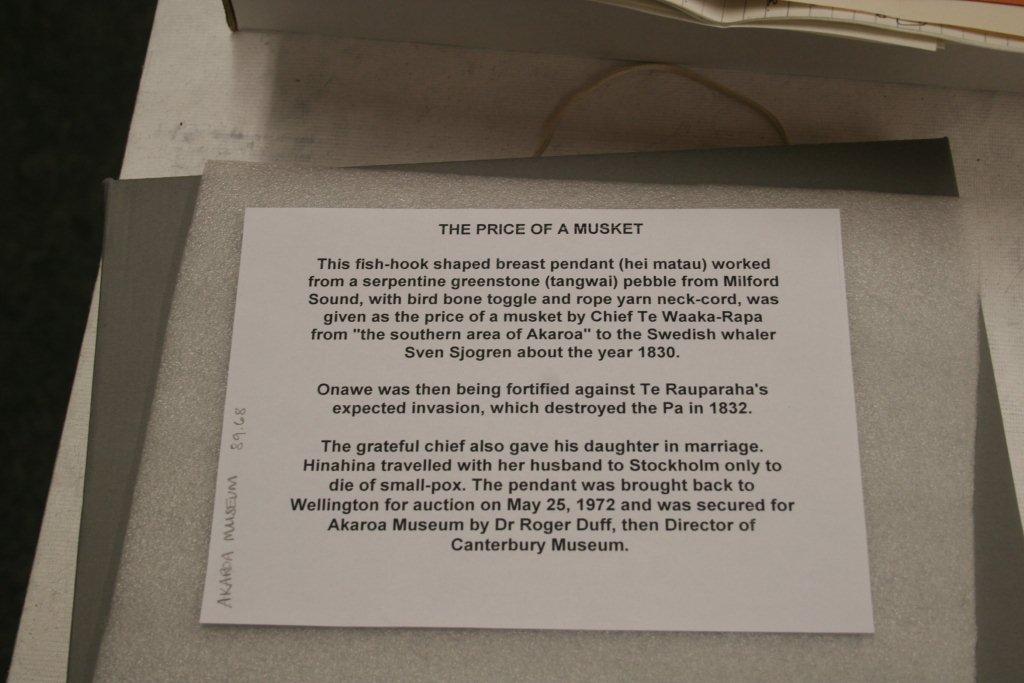 THE PRICE OF A MUSKET
This fish-hook shaped breast pendant (hei matau) worked
from a serpentine greenstone (tangwai) pebble from Milford
Sound, with bird bone toggle and rope yarn neck-cord, was
given as the price of a musket by Chief Te Waaka-Rapa
from "the southern area of Akaroa" to the Swedish whaler
Sven Sjogren about the year 1830.
Onawe was then being fortified against Te Rauparaha's
expected invasion, which destroyed the Pa in 1832.
The grateful chief also gave his daughter in marriage.
Hinahina travelled with her husband to Stockholm only to
die of small-pox. The pendant was brought back to
Wellington for auction on May 25, 1972 and was secured for
Akaroa Museum by Dr Roger Duff, then Director of
Canterbury Museum.
AKAROA MUSEUM 89.68